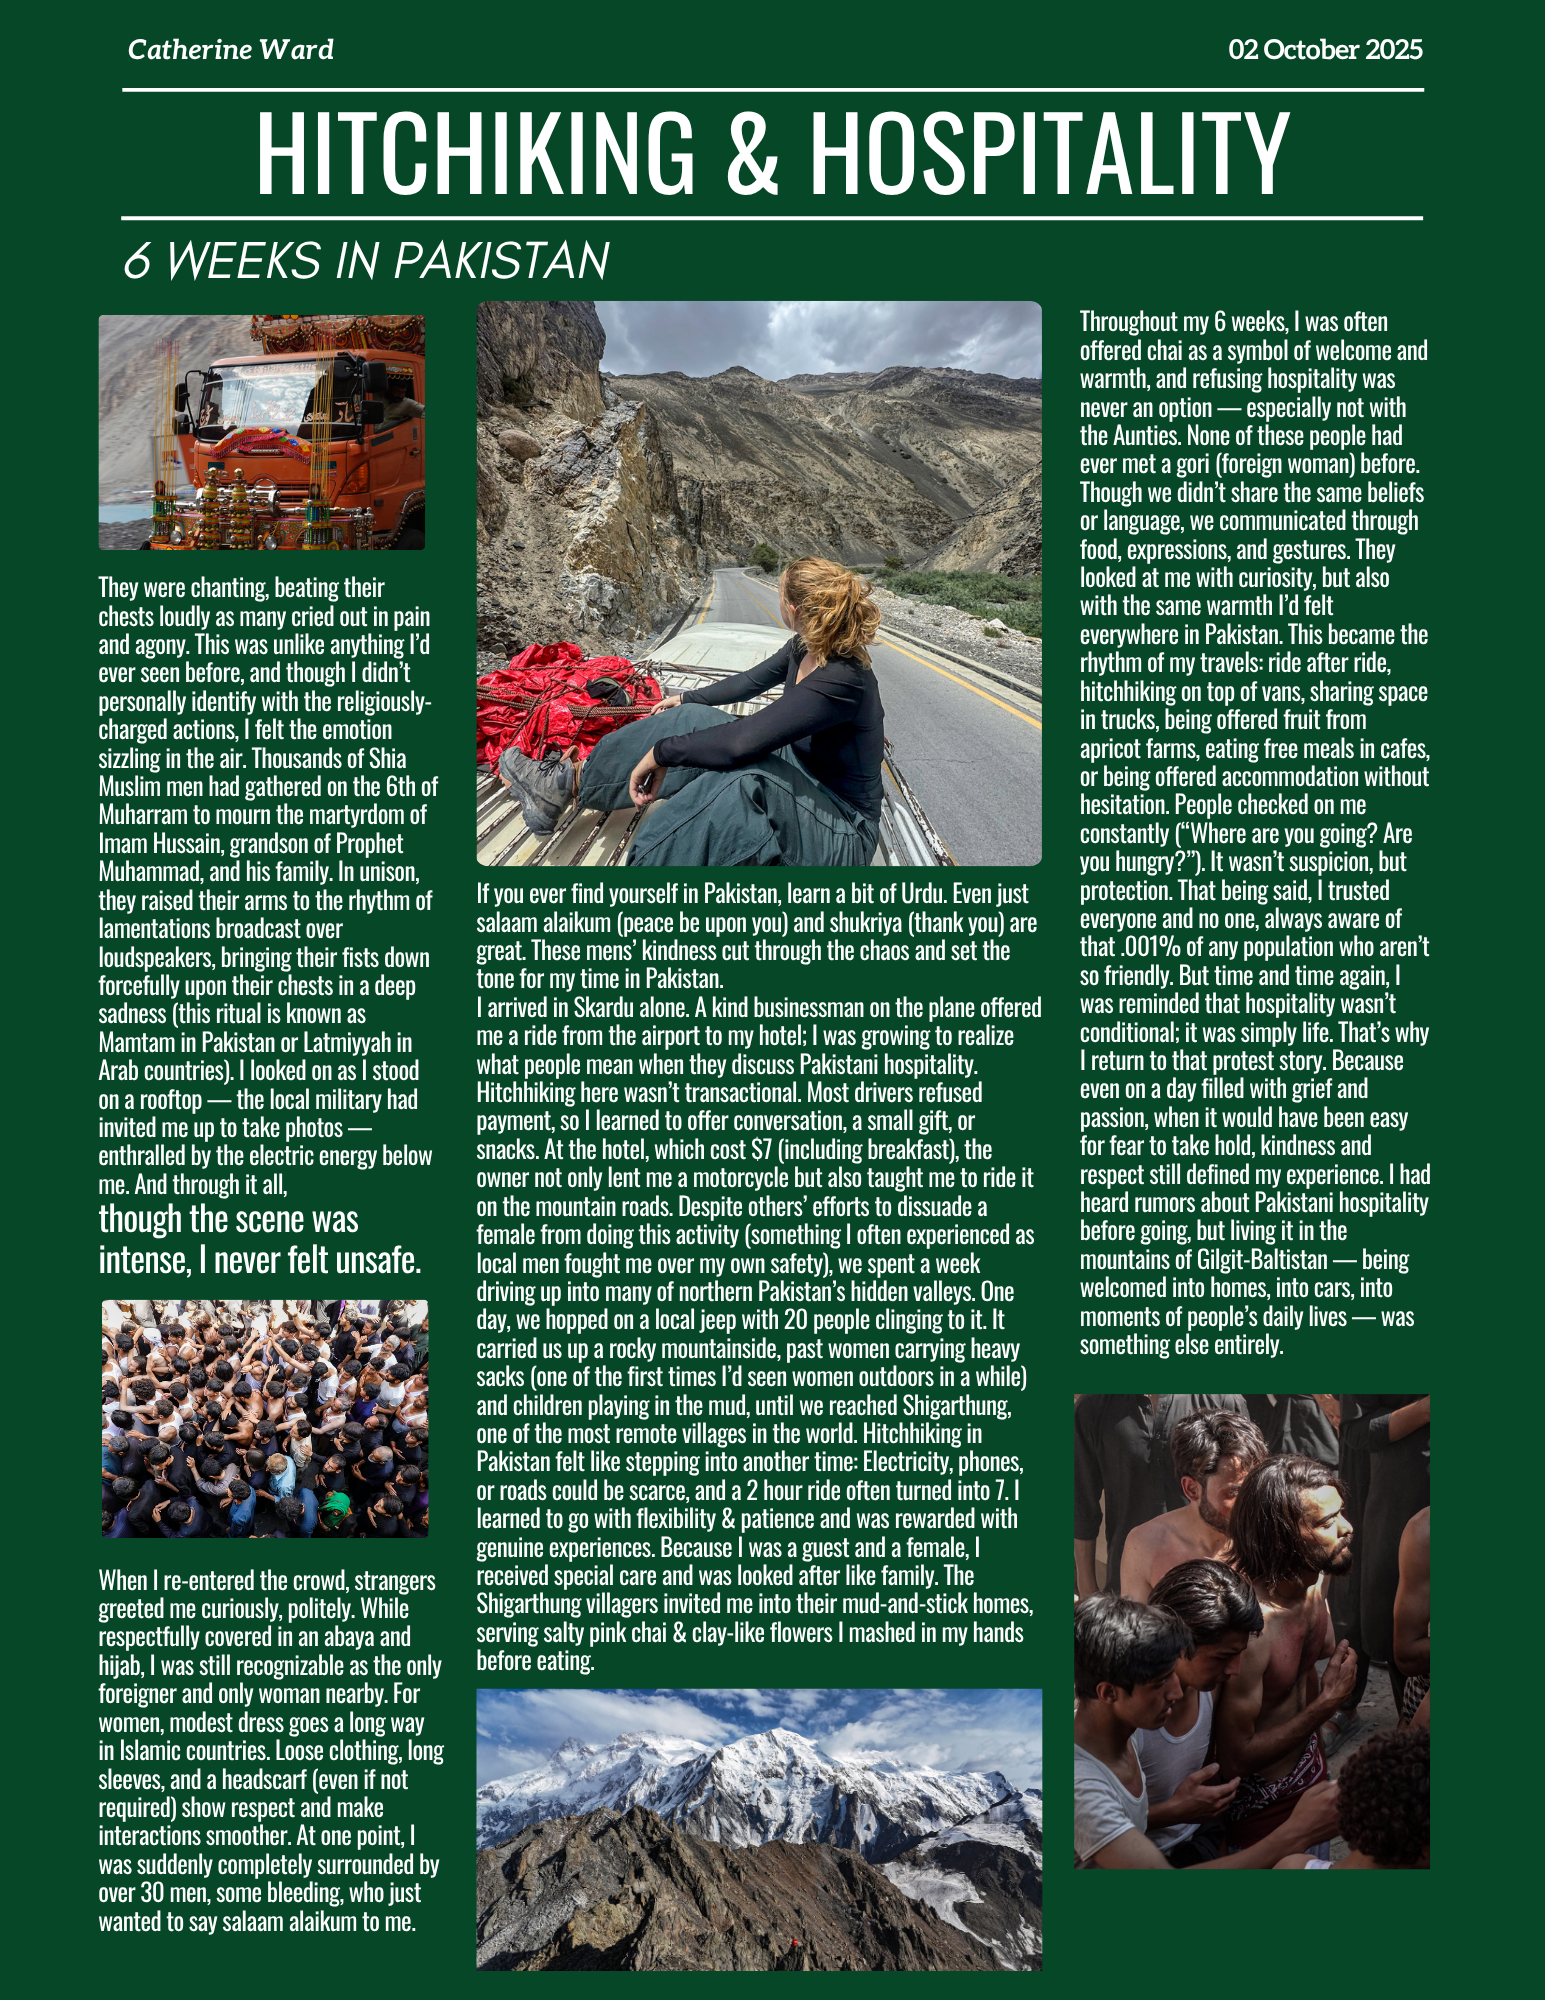 Catherine Ward
02 October 2025
HITCHIKING & HOSPITALITY
6 WEEKS IN PAKISTAN
They were chanting, beating their
chests loudly as many cried out in pain
and agony. This was unlike anything I'd
ever seen before, and though I didn't
personally identify with the religiously-
charged actions, I felt the emotion
sizzling in the air. Thousands of Shia
Muslim men had gathered on the 6th of
Muharram to mourn the martyrdom of
Imam Hussain, grandson of Prophet
Muhammad, and his family. In unison,
they raised their arms to the rhythm of
lamentations broadcast over
loudspeakers, bringing their fists down
forcefully upon their chests in a deep
sadness (this ritual is known as
Mamtam in Pakistan or Latmiyyah in
Arab countries). I looked on as I stood
on a rooftop — the local military had
invited me up to take photos —
enthralled by the electric energy below
me. And through it all,
though the scene was
intense, I never felt unsafe.
When I re-entered the crowd, strangers
greeted me curiously, politely. While
respectfully covered in an abaya and
hijab, I was still recognizable as the only
foreigner and only woman nearby. For
women, modest dress goes a long way
in Islamic countries. Loose clothing, long
sleeves, and a headscarf (even if not
required) show respect and make
interactions smoother. At one point, I
was suddenly completely surrounded by
over 30 men, some bleeding, who just
wanted to say salaam alaikum to me.
If you ever find yourself in Pakistan, learn a bit of Urdu. Even just
salaam alaikum (peace be upon you) and shukriya (thank you) are
great. These mens' kindness cut through the chaos and set the
tone for my time in Pakistan.
I arrived in Skardu alone. A kind businessman on the plane offered
me a ride from the airport to my hotel; I was growing to realize
what people mean when they discuss Pakistani hospitality.
Hitchhiking here wasn't transactional. Most drivers refused
payment, so I learned to offer conversation, a small gift, or
snacks. At the hotel, which cost $7 (including breakfast), the
owner not only lent me a motorcycle but also taught me to ride it
on the mountain roads. Despite others' efforts to dissuade a
female from doing this activity (something I often experienced as
local men fought me over my own safety), we spent a week
driving up into many of northern Pakistan's hidden valleys. One
day, we hopped on a local jeep with 20 people clinging to it. It
carried us up a rocky mountainside, past women carrying heavy
sacks (one of the first times I'd seen women outdoors in a while)
and children playing in the mud, until we reached Shigarthung,
one of the most remote villages in the world. Hitchhiking in
Pakistan felt like stepping into another time: Electricity, phones,
or roads could be scarce, and a 2 hour ride often turned into 7. I
learned to go with flexibility & patience and was rewarded with
genuine experiences. Because I was a guest and a female, I
received special care and was looked after like family. The
Shigarthung villagers invited me into their mud-and-stick homes,
serving salty pink chai & clay-like flowers I mashed in my hands
before eating.
Throughout my 6 weeks, I was often
offered chai as a symbol of welcome and
warmth, and refusing hospitality was
never an option — especially not with
the Aunties. None of these people had
ever met a gori (foreign woman) before.
Though we didn't share the same beliefs
or language, we communicated through
food, expressions, and gestures. They
looked at me with curiosity, but also
with the same warmth I'd felt
everywhere in Pakistan. This became the
rhythm of my travels: ride after ride,
hitchhiking on top of vans, sharing space
in trucks, being offered fruit from
apricot farms, eating free meals in cafes,
or being offered accommodation without
hesitation. People checked on me
constantly ("Where are you going? Are
you hungry?"). It wasn't suspicion, but
protection. That being said, I trusted
everyone and no one, always aware of
that .001% of any population who aren't
so friendly. But time and time again, I
was reminded that hospitality wasn't
conditional; it was simply life. That's why
I return to that protest story. Because
even on a day filled with grief and
passion, when it would have been easy
for fear to take hold, kindness and
respect still defined my experience. I had
heard rumors about Pakistani hospitality
before going, but living it in the
mountains of Gilgit-Baltistan — being
welcomed into homes, into cars, into
moments of people's daily lives — was
something else entirely.